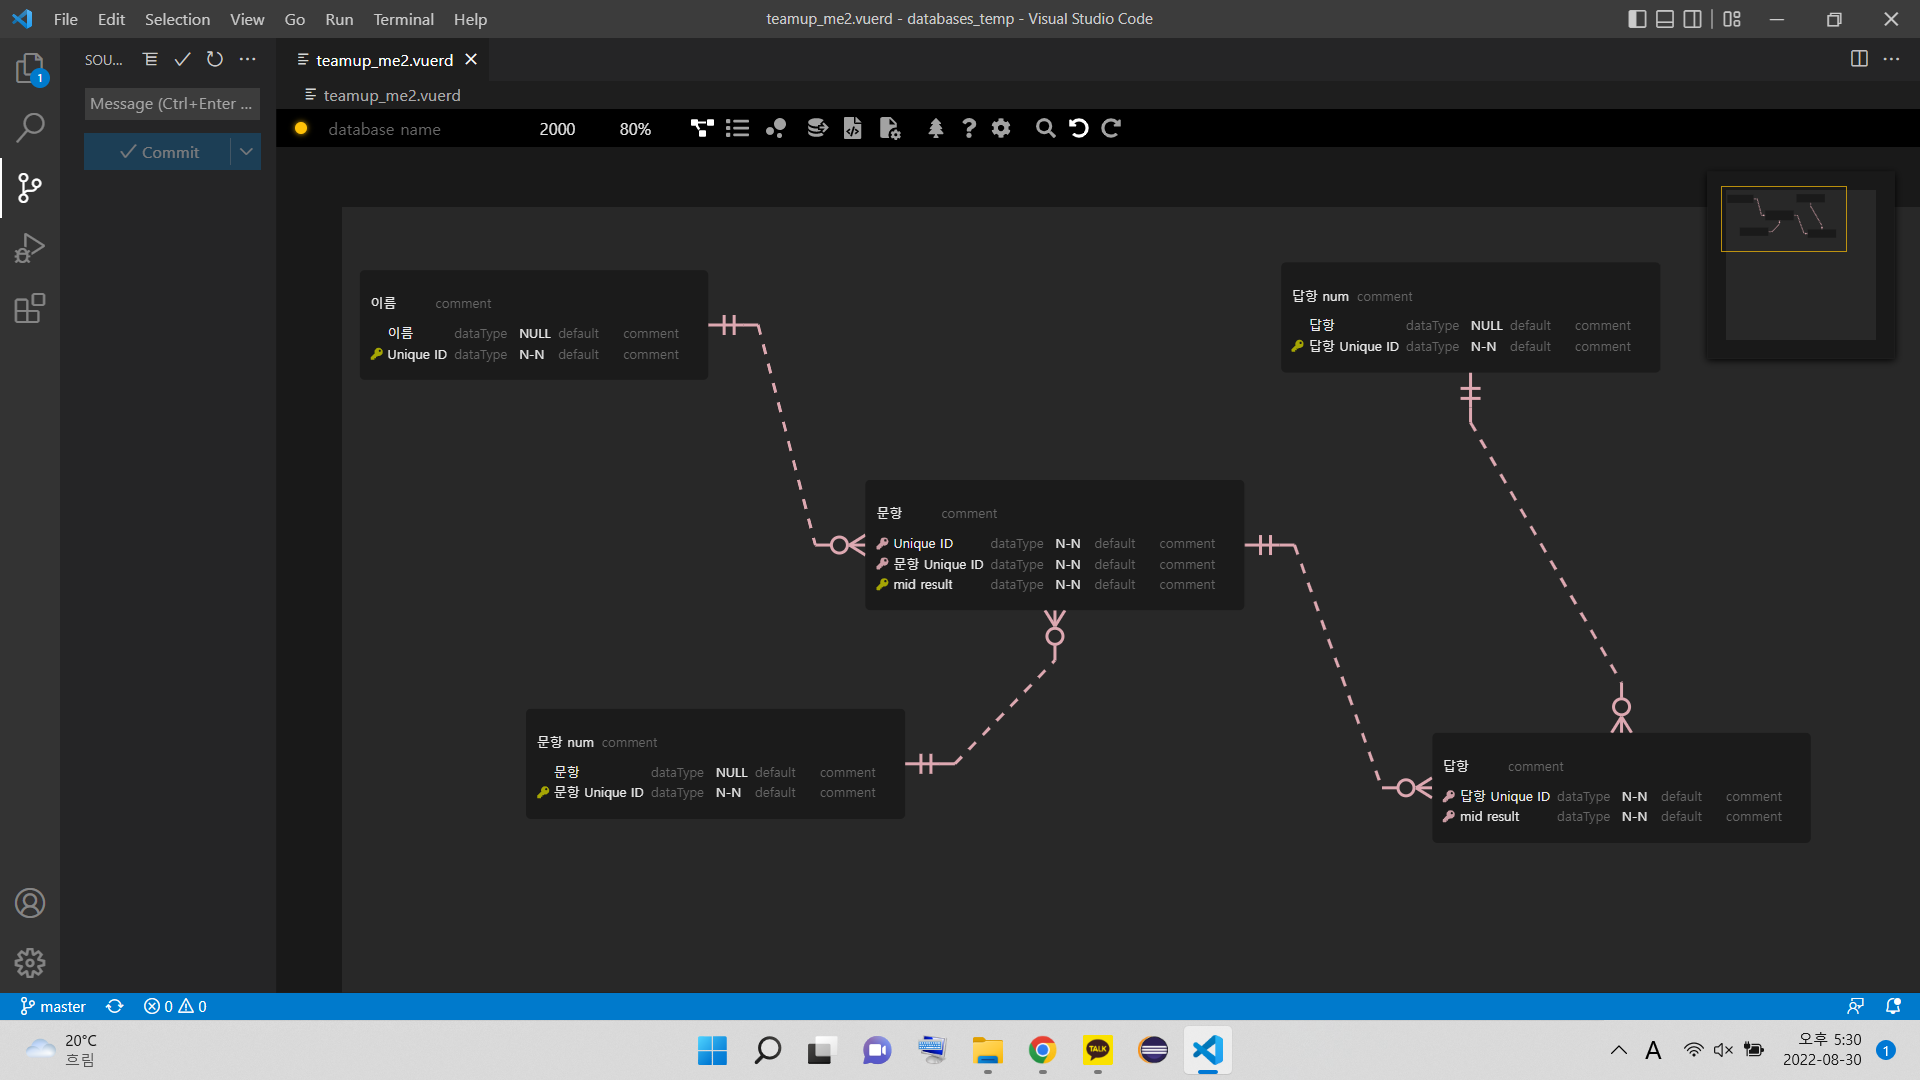 File Edit Selection View Go Run Terminal Help
teamup_me2.vuerd - databases_temp - Visual Studio Code
SOU...
teamup_me2.vuerd
1
teamup_me2.vuerd
Message (Ctrl+Enter ...
database name 2000 80%
Commit
이름 comment
이름 dataType NULL default comment
Unique ID dataType N-N default comment
답항 num comment
답항 dataType NULL default comment
답항 Unique ID dataType N-N default comment
문항 comment
Unique ID dataType N-N default comment
문항 Unique ID dataType N-N default comment
mid result dataType N-N default comment
문항 num comment
문항 dataType NULL default comment
문항 Unique ID dataType N-N default comment
답항 comment
답항 Unique ID dataType N-N default comment
mid result dataType N-N default comment
master 0 0
20°C
흐림
TALK
A
오후 5:30
2022-08-30
1